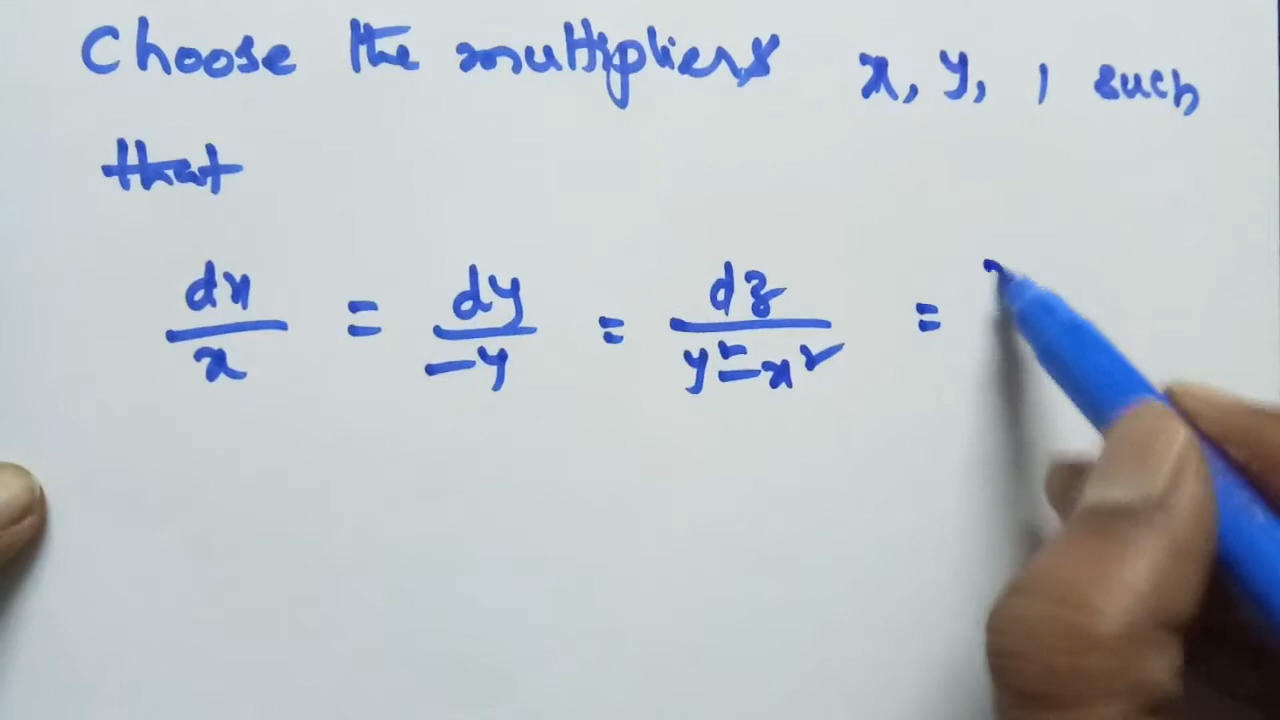 Choose the multipliers x, y, 1 such
that
dx/x = dy/-y = dz/y²-x² =